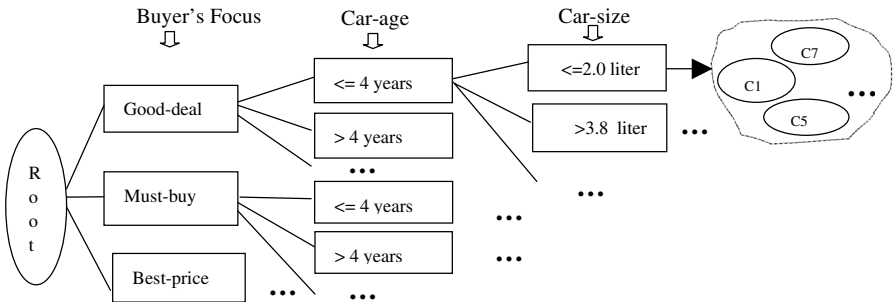 Buyer's Focus
Car-age
Car-size
Root
Good-deal
Must-buy
Best-price
...
<= 4 years
> 4 years
...
<= 4 years
> 4 years
...
<=2.0 liter
>3.8 liter
...
...
...
...
C7
C1
...
C5